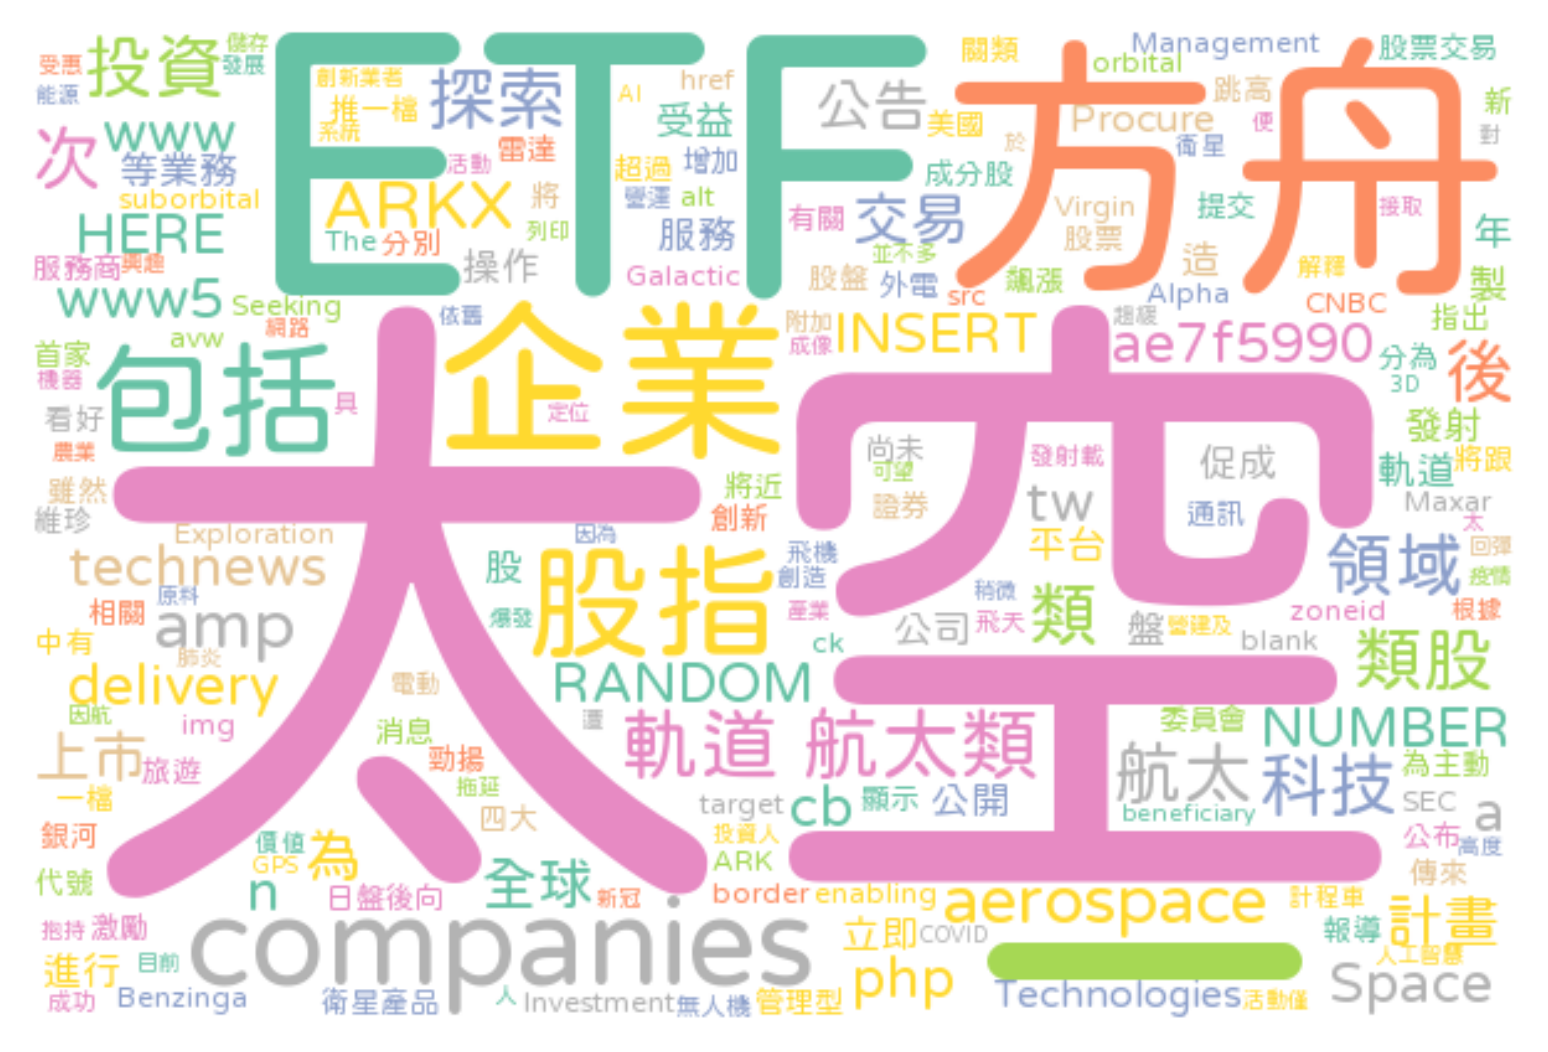 受惠 投資 儲存 發展 ETF 方舟 闢類 Management 股票交易
能源 創新業者 推一檔 系統 探索 AI href 公告 orbital 跳高 新
次 www 雷達 受益 美國 Procure 便 對
等業務 活動 超過 增加 成分股 於 衛星
suborbital ARKX 將 臺灣 alt 有關 交易 Virgin 提交 接取
HERE The 分別 列印 服務 股票 年
服務商 興趣 操作 Galactic 股盤 並不多 外電 造 解釋
www5 Seeking src 飆漲 Alpha CNBC 製
avw 網路 依舊 企業 附加 成像 INSERT 趨緩 ae7f5990 指出
首家 機器 包括 太空 分為 3D 後
看好 具 定位 發射
農業 尚未 可望 發射載 促成 軌道 將跟
雖然 將近 證券 tw 通訊 Maxar
維珍 創新 太
Exploration 因為 飛機 平台 領域 回彈
technews 股 股指 創造 稍微 疫情
原料 相關 amp 爆發 產業 類 zoneid 根據
中有 肺炎 ck 公司 飛天 盤 營建及 blank 類股
delivery 電動 RANDOM
因航 img 消息 軌道 航太類 委員會 NUMBER
上市 旅遊 勁揚 航太 科技 為主動
一檔 拖延 target cb 顯示 公開 beneficiary SEC a
銀河 價值 GPS 為 四大 投資人 ARK 公布 高度
代號 n 日盤後向 全球 新冠 border enabling aerospace 計程車 傳來
抱持 激勵 companies 立即 COVID 報導 計畫
進行 目前 php 人工智慧
成功 Benzinga 衛星產品 人 Investment 無人機 管理型 Technologies 活動僅 Space